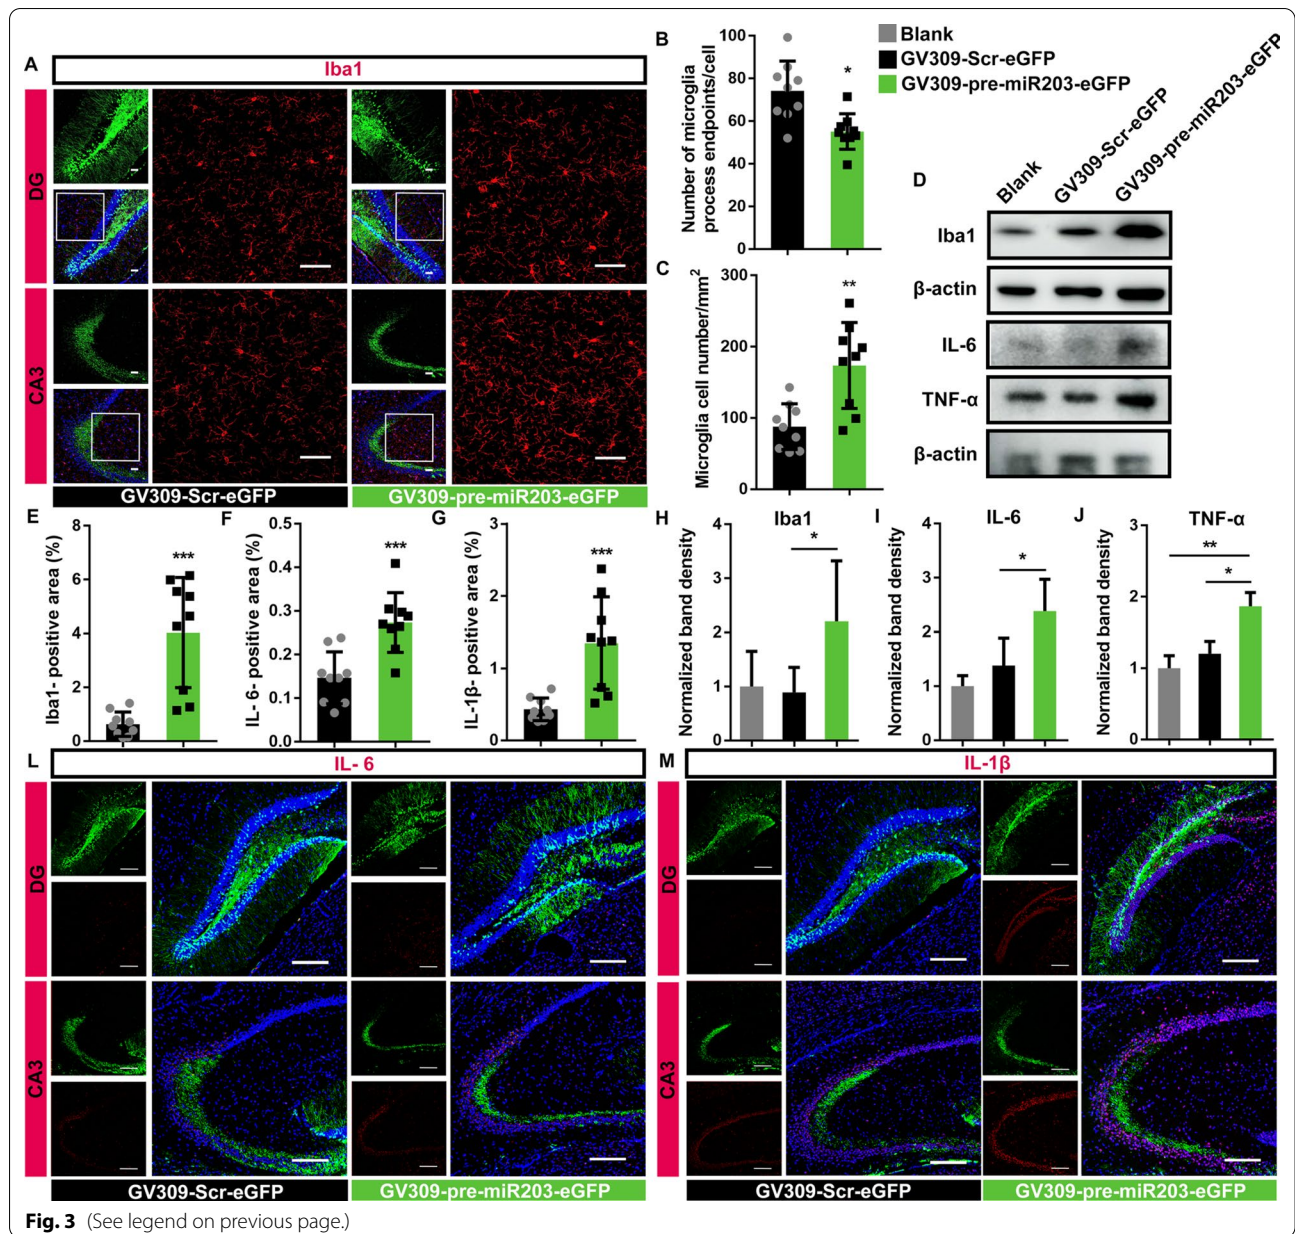 A
Iba1
DG
CA3
GV309-Scr-eGFP
GV309-pre-miR203-eGFP
B
Number of microglia
process endpoints/cell
100
80
60
40
20
0
*
Blank
GV309-Scr-eGFP
GV309-pre-miR203-eGFP
C
Microglia cell number/mm²
300
200
100
0
**
D
Blank
GV309-Scr-eGFP
GV309-pre-miR203-eGFP
Iba1
β-actin
IL-6
TNF-α
β-actin
E
Iba1- positive area (%)
8
6
4
2
0
***
F
IL- 6- positive area (%)
0.5
0.4
0.3
0.2
0.1
0.0
***
G
IL-1β- positive area (%)
3
2
1
0
***
H
Iba1
Normalized band density
4
3
2
1
0
*
I
IL-6
Normalized band density
4
3
2
1
0
*
J
TNF-α
Normalized band density
3
2
1
0
**
*
L
IL- 6
DG
CA3
GV309-Scr-eGFP
GV309-pre-miR203-eGFP
M
IL-1β
DG
CA3
GV309-Scr-eGFP
GV309-pre-miR203-eGFP
Fig. 3 (See legend on previous page.)